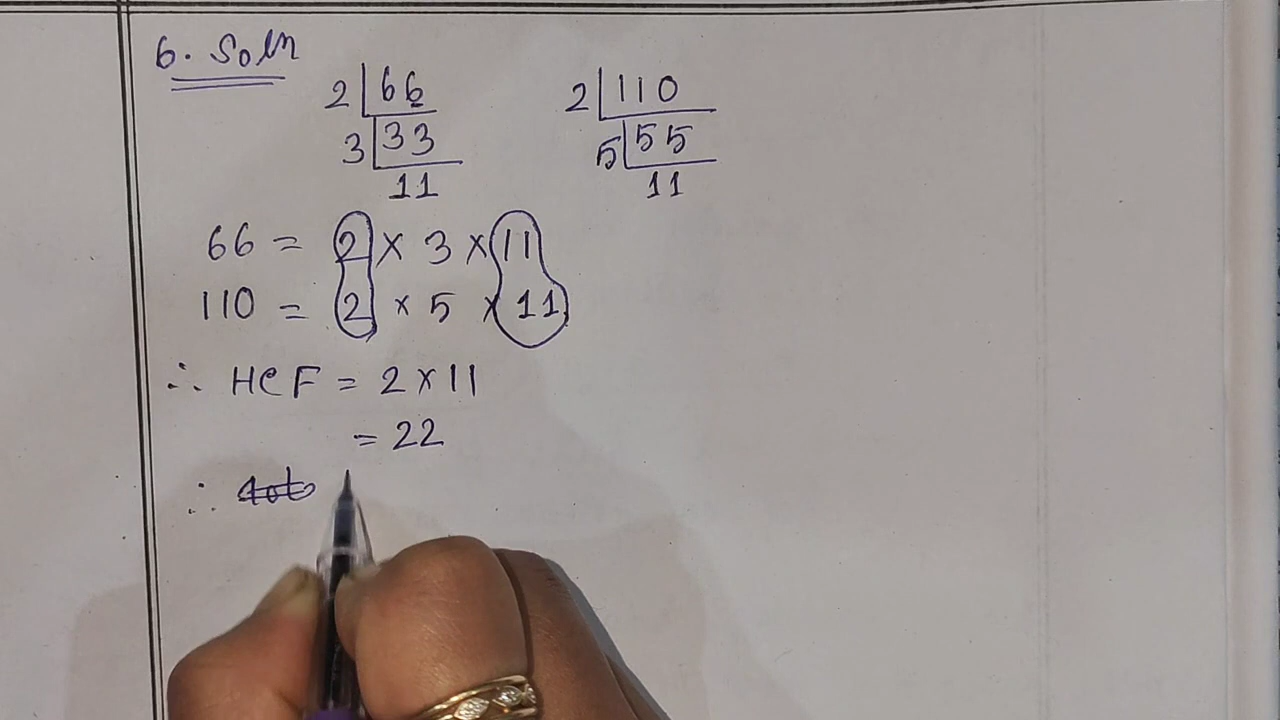 6. Soln
2 66 2 110
3 33 5 55
11 11
66 = 2 × 3 × 11
110 = 2 × 5 × 11
∴ HCF = 2 × 11
= 22
∴